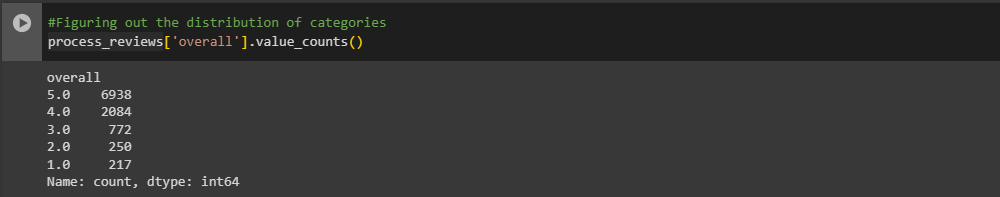 #Figuring out the distribution of categories
process_reviews['overall'].value_counts()
overall
5.0    6938
4.0    2084
3.0     772
2.0     250
1.0     217
Name: count, dtype: int64